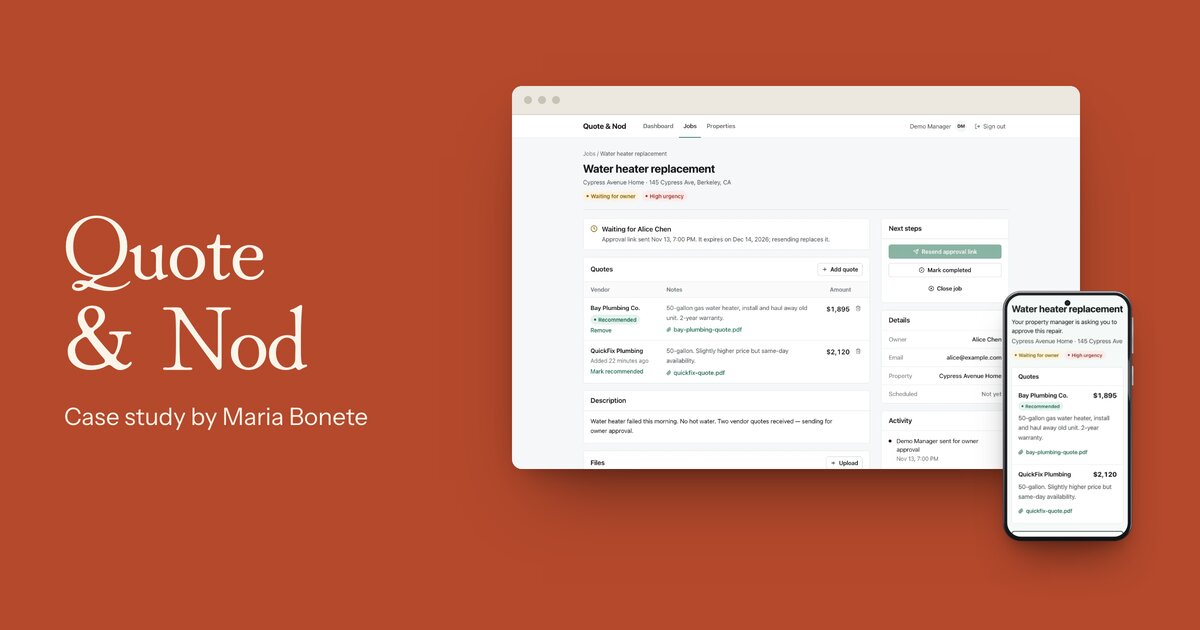 Quote
& Nod
Case study by Maria Bonete
Quote & Nod
Dashboard
Jobs
Properties
Demo Manager
DM
Sign out
Jobs / Water heater replacement
Water heater replacement
Cypress Avenue Home · 145 Cypress Ave, Berkeley, CA
Waiting for owner
High urgency
Waiting for Alice Chen
Approval link sent Nov 13, 7:00 PM. It expires on Dec 14, 2026; resending replaces it.
Quotes
+ Add quote
Vendor
Notes
Amount
Bay Plumbing Co.
Recommended
Remove
50-gallon gas water heater, install and haul away old
unit. 2-year warranty.
bay-plumbing-quote.pdf
$1,895
QuickFix Plumbing
Added 22 minutes ago
Mark recommended
50-gallon. Slightly higher price but same-day
availability.
quickfix-quote.pdf
$2,120
Description
Water heater failed this morning. No hot water. Two vendor quotes received — sending for
owner approval.
Files
+ Upload
Next steps
Resend approval link
Mark completed
Close job
Details
Owner
Alice Chen
Email
alice@example.com
Property
Cypress Avenue Home
Scheduled
Not yet
Activity
Demo Manager sent for owner
approval
Nov 13, 7:00 PM
Water heater replacement
Your property manager is asking you to
approve this repair.
Cypress Avenue Home · 145 Cypress Ave
Waiting for owner
High urgency
Quotes
Bay Plumbing Co.
$1,895
Recommended
50-gallon gas water heater, install
and haul away old unit. 2-year
warranty.
bay-plumbing-quote.pdf
QuickFix Plumbing
$2,120
50-gallon. Slightly higher price but
same-day availability.
quickfix-quote.pdf